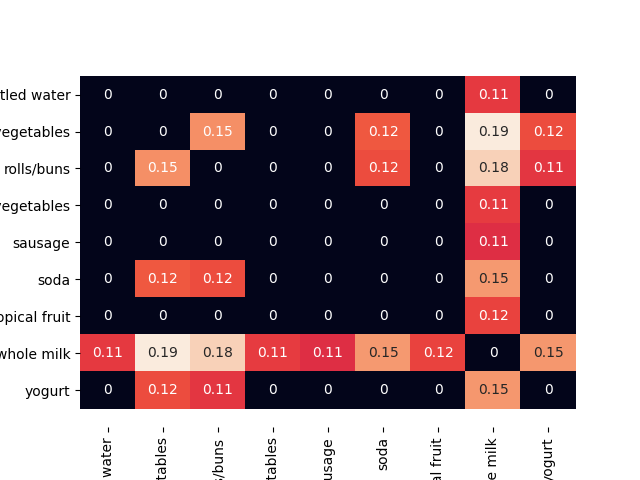 tled water 0 0 0 0 0 0 0 0.11 0
vegetables 0 0 0.15 0 0 0.12 0 0.19 0.12
rolls/buns 0 0.15 0 0 0 0.12 0 0.18 0.11
vegetables 0 0 0 0 0 0 0 0.11 0
sausage 0 0 0 0 0 0 0 0.11 0
soda 0 0.12 0.12 0 0 0 0 0.15 0
opical fruit 0 0 0 0 0 0 0 0.12 0
whole milk 0.11 0.19 0.18 0.11 0.11 0.15 0.12 0 0.15
yogurt 0 0.12 0.11 0 0 0 0 0.15 0
water
tables
s/buns
tables
usage
soda
al fruit
e milk
yogurt